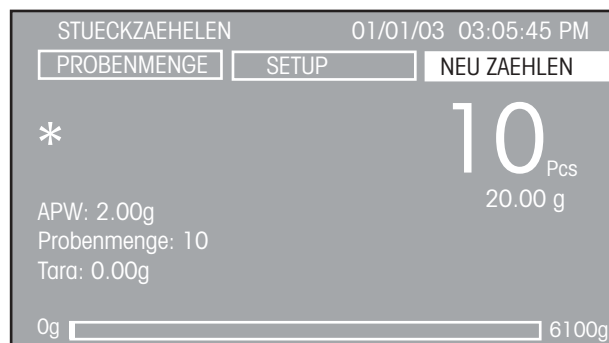 STUECKZAEHELEN 01/01/03 03:05:45 PM
PROBENMENGE SETUP NEU ZAEHLEN
* 10 Pcs
20.00 g
APW: 2.00g
Probenmenge: 10
Tara: 0.00g
0g 6100g